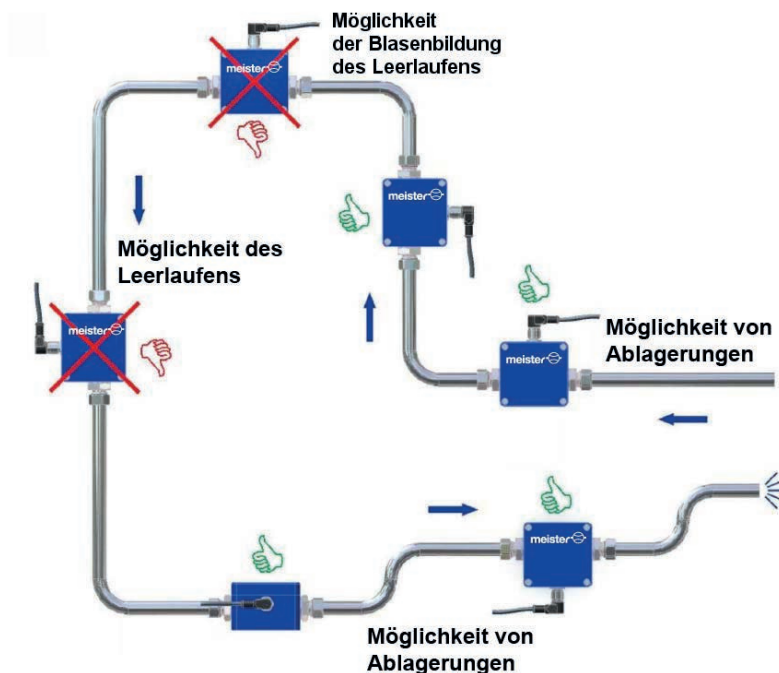 Möglichkeit
der Blasenbildung
des Leerlaufens
meister
meister
Möglichkeit des
Leerlaufens
meister
meister
Möglichkeit von
Ablagerungen
meister
Möglichkeit von
Ablagerungen